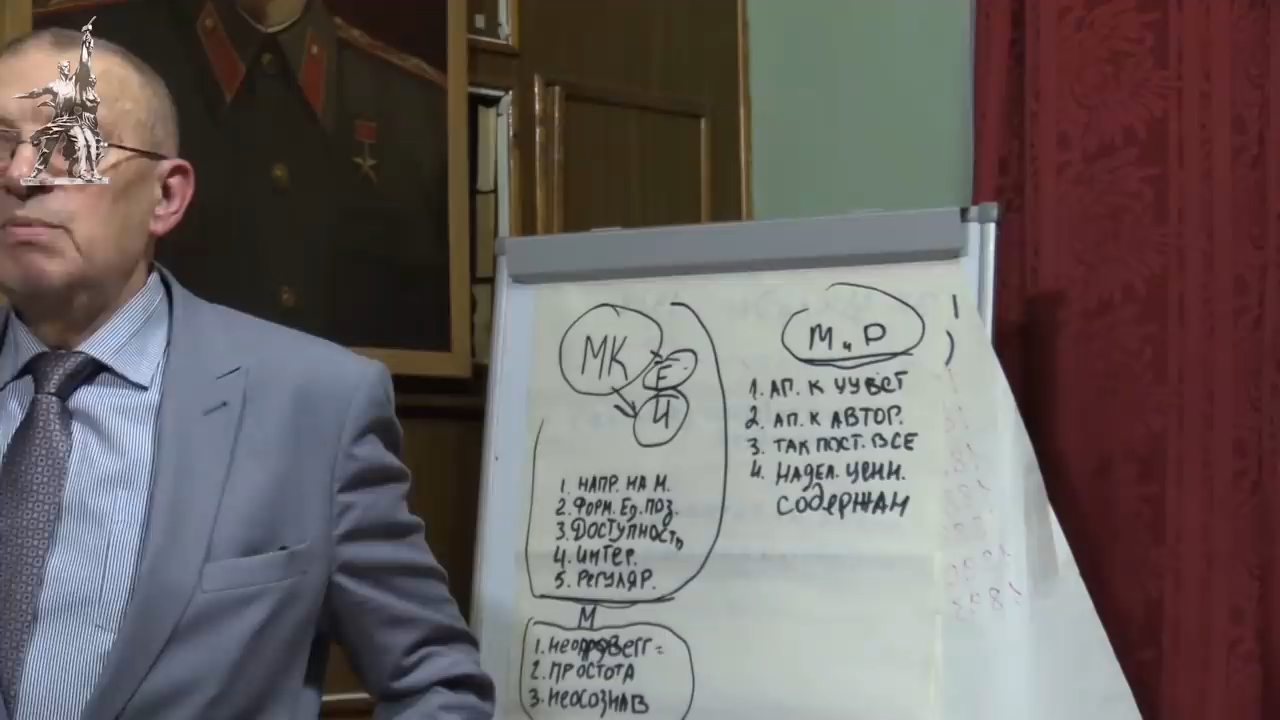 МК
Е
Ч
1. НАПР. НА М.
2. ФОРМ. ЕД. ПОЗ.
3. ДОСТУПНОСТЬ
4. ИНТЕР.
5. РЕГУЛЯР.
М
2. ПРОСТОТА
3. НЕОСОЗНАВ
М и Р
1. АП. К ЧУВСТ
2. АП. К АВТОР.
3. ТАК ПОСТ. ВСЕ
4. НАДЕЛ. ЦЕНН.
СОДЕРЖАН